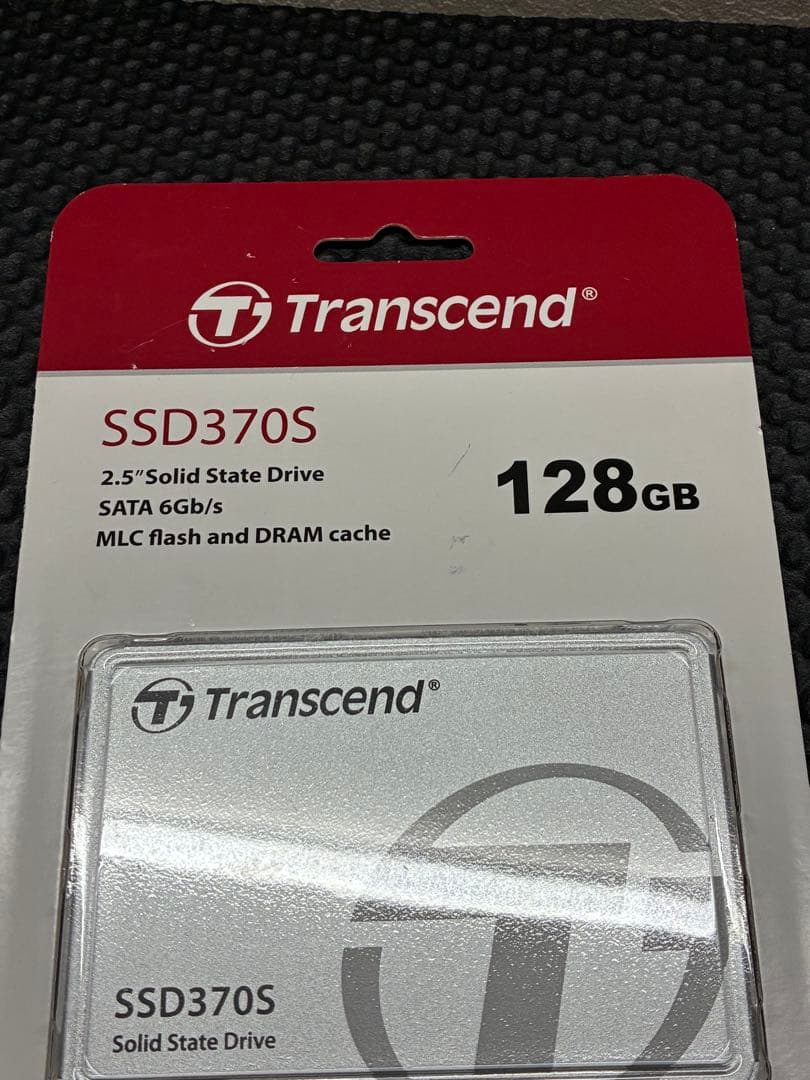 Transcend®
SSD370S
2.5"Solid State Drive
SATA 6Gb/s
MLC flash and DRAM cache
128GB
Transcend®
SSD370S
Solid State Drive